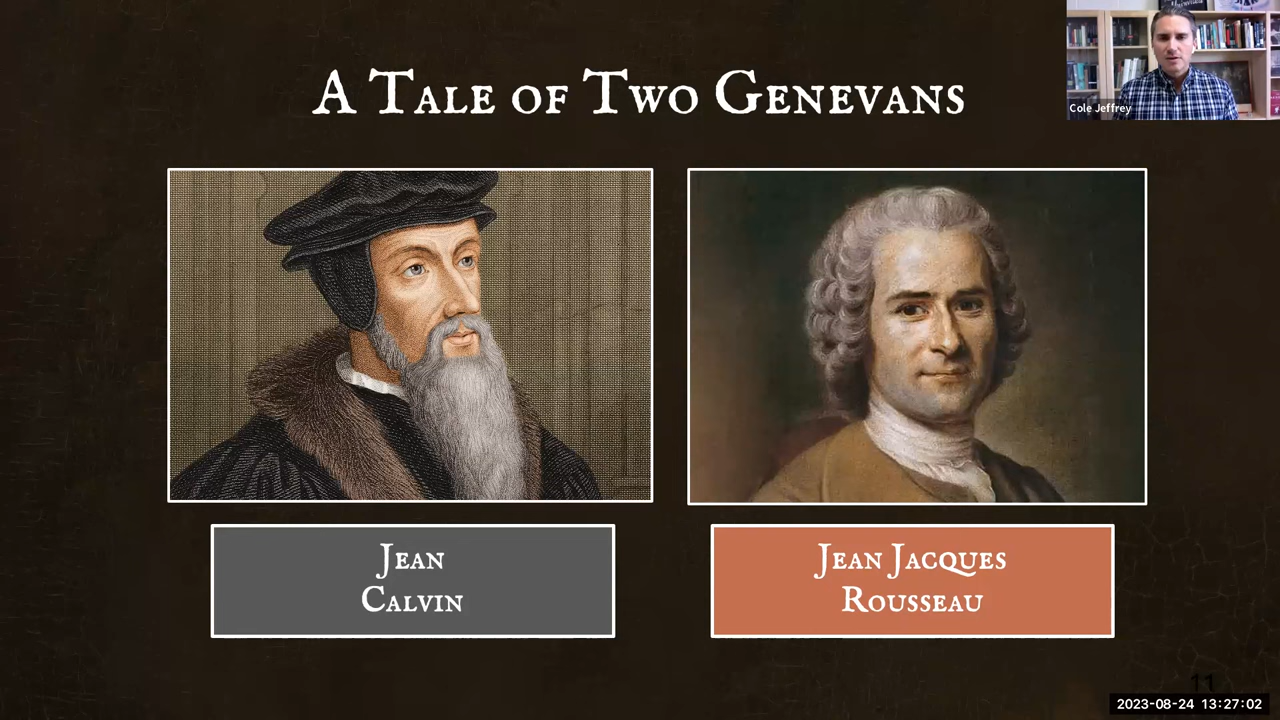 A Tale of Two Genevans
Cole Jeffrey
Jean
Calvin
Jean Jacques
Rousseau
11
2023-08-24 13:27:02